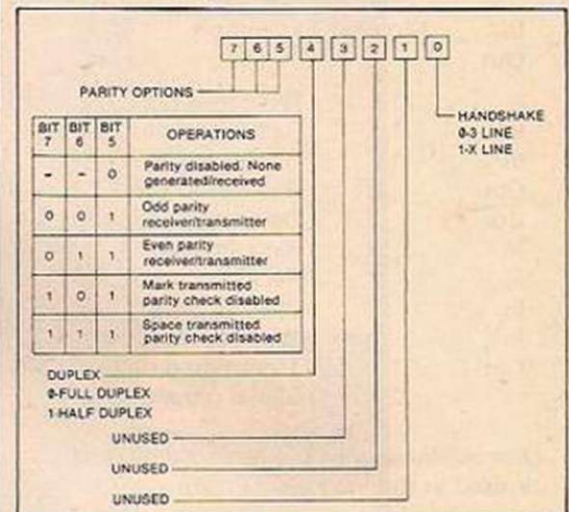 7 6 5 4 3 2 1 0
PARITY OPTIONS
HANDSHAKE
0-3 LINE
1-X LINE
BIT 7 BIT 6 BIT 5 OPERATIONS
- - 0 Parity disabled. None generated/received
0 0 1 Odd parity receiver/transmitter
0 1 1 Even parity receiver/transmitter
1 0 1 Mark transmitted parity check disabled
1 1 1 Space transmitted parity check disabled
DUPLEX
0-FULL DUPLEX
1-HALF DUPLEX
UNUSED
UNUSED
UNUSED